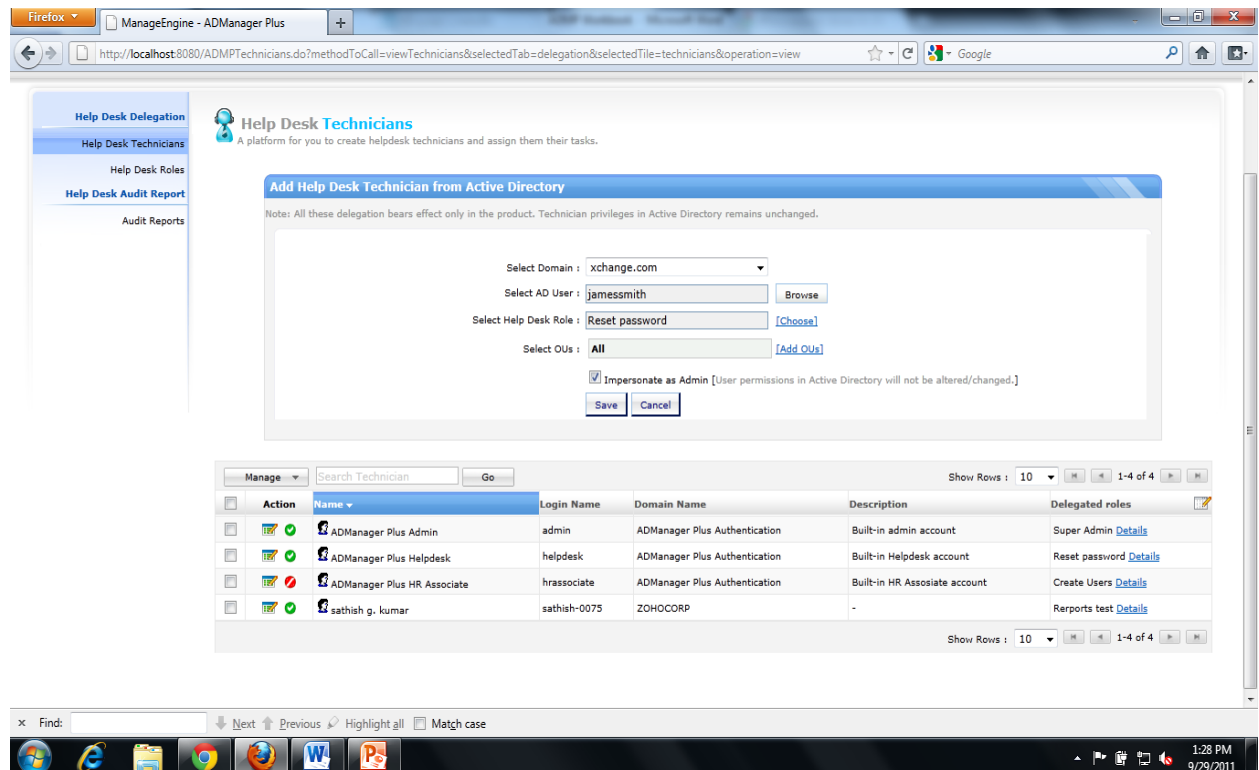 Firefox
ManageEngine - ADManager Plus
http://localhost:8080/ADMPTechnicians.do?methodToCall=viewTechnicians&selectedTab=delegation&selectedTile=technicians&operation=view
Google
Help Desk Delegation
Help Desk Technicians
Help Desk Roles
Help Desk Audit Report
Audit Reports
Help Desk Technicians
A platform for you to create helpdesk technicians and assign them their tasks.
Add Help Desk Technician from Active Directory
Note: All these delegation bears effect only in the product. Technician privileges in Active Directory remains unchanged.
Select Domain : xchange.com
Select AD User : jamessmith Browse
Select Help Desk Role : Reset password [Choose]
Select OUs : All [Add OUs]
Impersonate as Admin [User permissions in Active Directory will not be altered/changed.]
Save Cancel
Manage Search Technician Go Show Rows : 10 1-4 of 4
Action Name Login Name Domain Name Description Delegated roles
ADManager Plus Admin admin ADManager Plus Authentication Built-in admin account Super Admin Details
ADManager Plus Helpdesk helpdesk ADManager Plus Authentication Built-in Helpdesk account Reset password Details
ADManager Plus HR Associate hrassociate ADManager Plus Authentication Built-in HR Assosiate account Create Users Details
sathish g. kumar sathish-0075 ZOHOCORP - Rerports test Details
Show Rows : 10 1-4 of 4
x Find: Next Previous Highlight all Match case
1:28 PM
9/29/2011